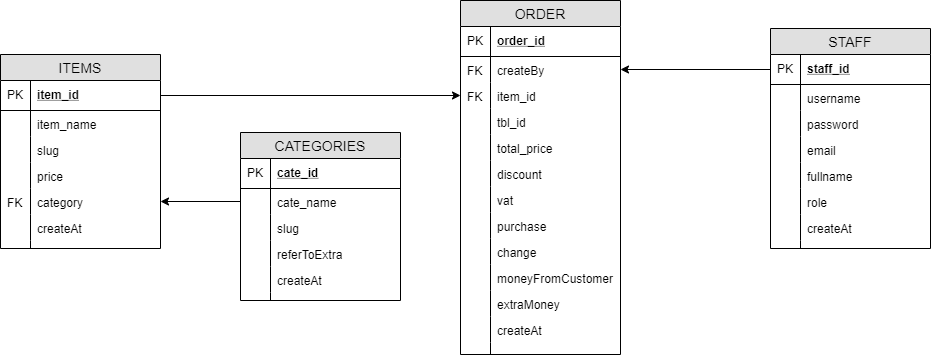 ITEMS
PK item_id
item_name
slug
price
FK category
createAt
CATEGORIES
PK cate_id
cate_name
slug
referToExtra
createAt
ORDER
PK order_id
FK createBy
FK item_id
tbl_id
total_price
discount
vat
purchase
change
moneyFromCustomer
extraMoney
createAt
STAFF
PK staff_id
username
password
email
fullname
role
createAt